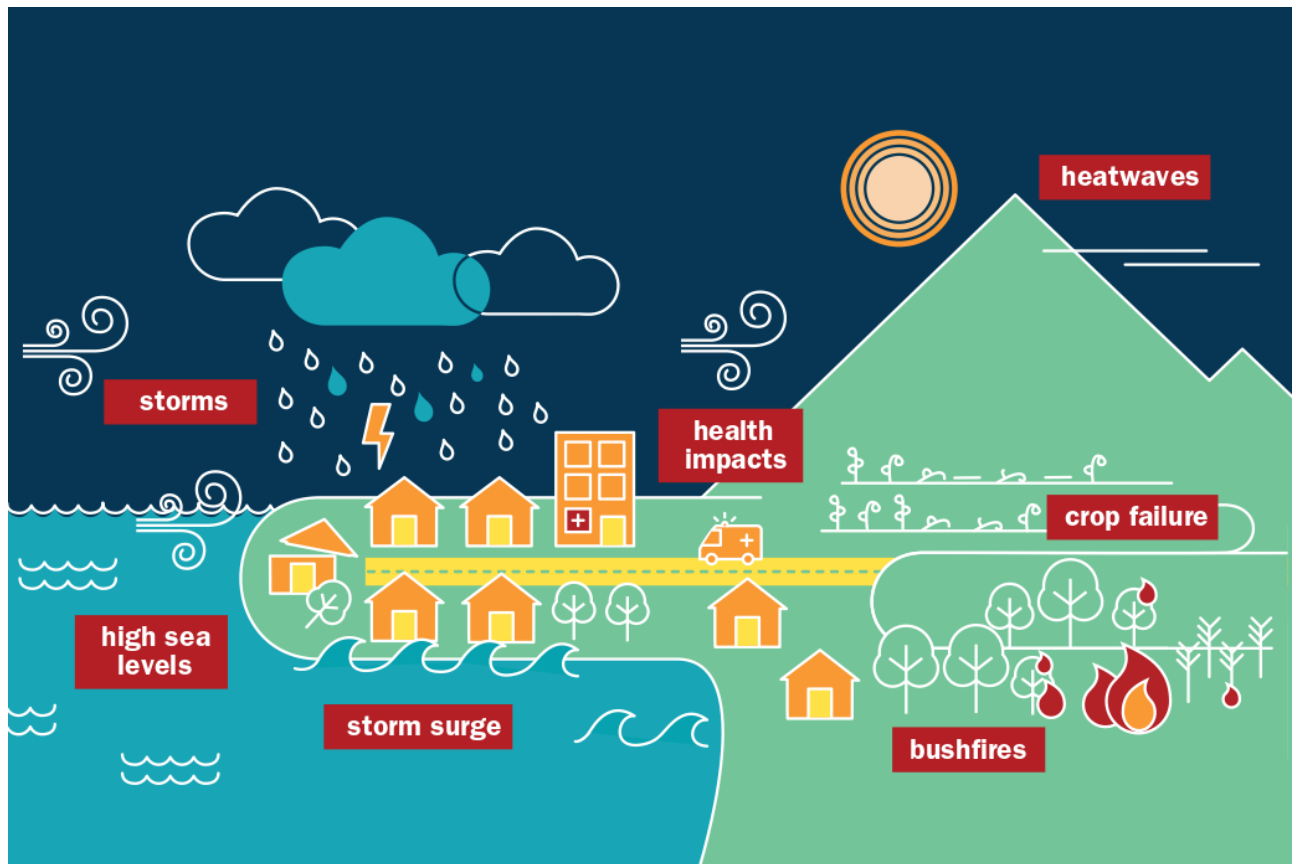 heatwaves
storms
health
impacts
crop failure
high sea
levels
storm surge
bushfires